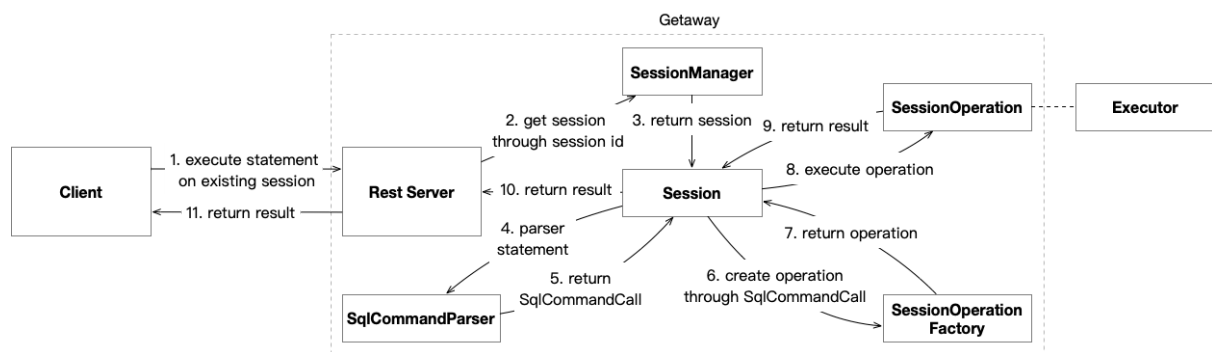 Getaway
SessionManager
SessionOperation
Executor
2. get session
through session id
3. return session
9. return result
1. execute statement
on existing session
8. execute operation
Client
Rest Server
10. return result
Session
11. return result
4. parser
statement
7. return operation
5. return
SqlCommandCall
6. create operation
through SqlCommandCall
SqlCommandParser
SessionOperation
Factory